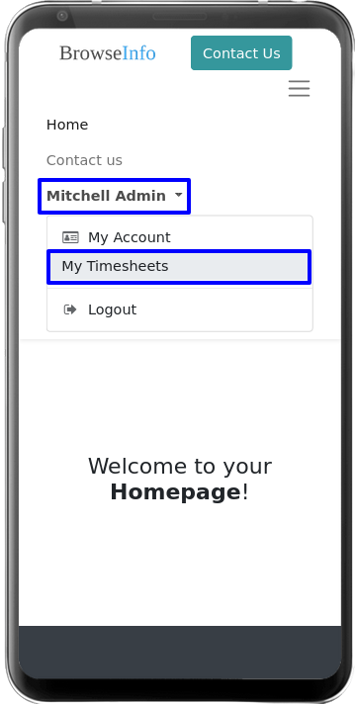 BrowseInfo
Contact Us
Home
Contact us
Mitchell Admin
My Account
My Timesheets
Logout
Welcome to your
Homepage!